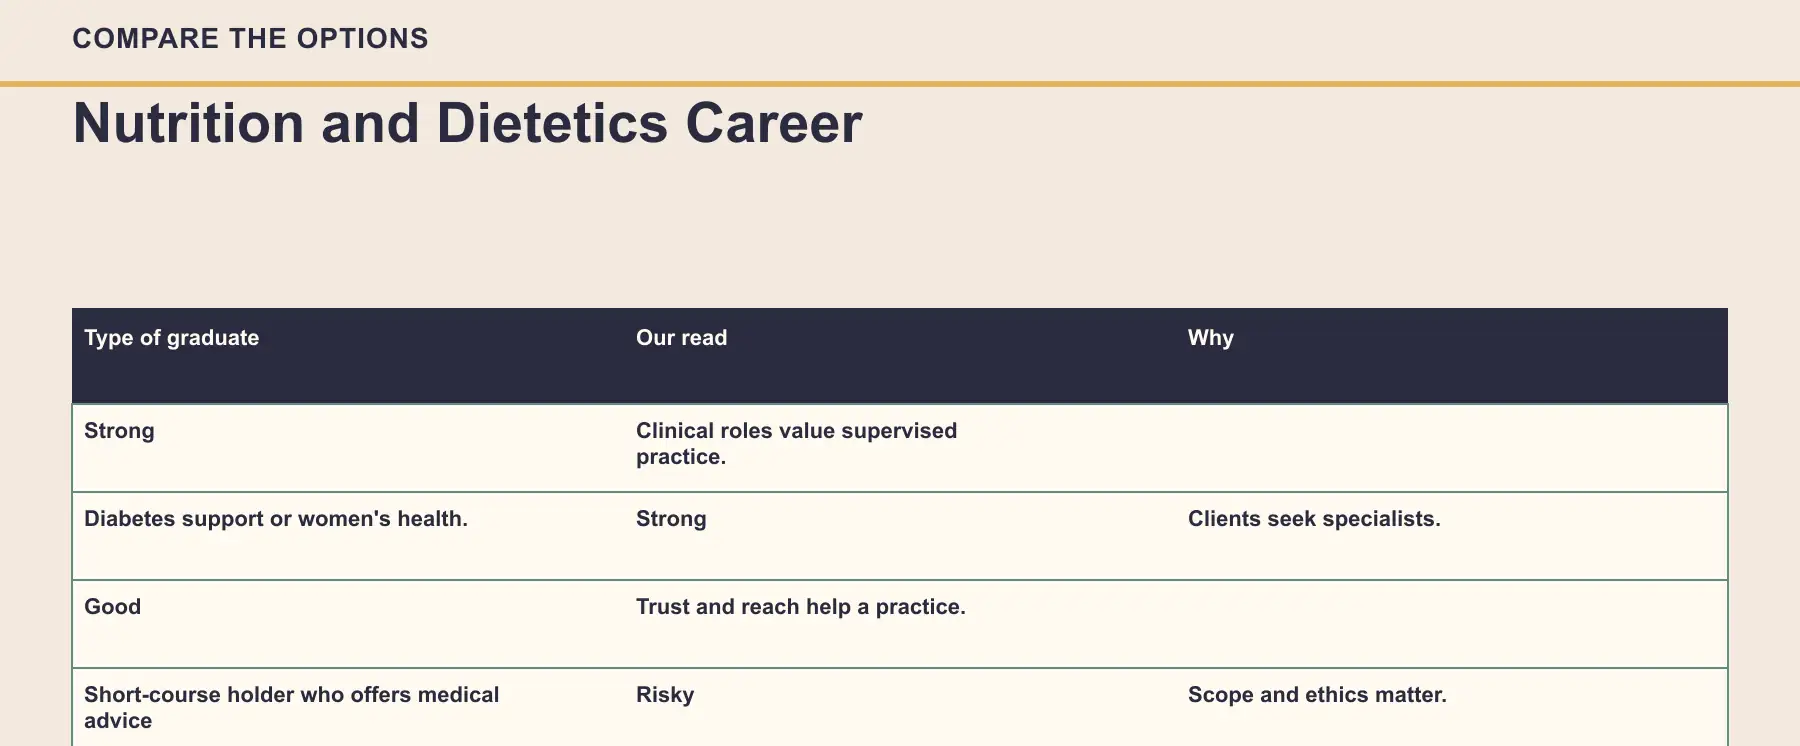 COMPARE THE OPTIONS
Nutrition and Dietetics Career
Type of graduate Our read Why
Strong Clinical roles value supervised
practice.
Diabetes support or women's health. Strong Clients seek specialists.
Good Trust and reach help a practice.
Short-course holder who offers medical Risky Scope and ethics matter.
advice